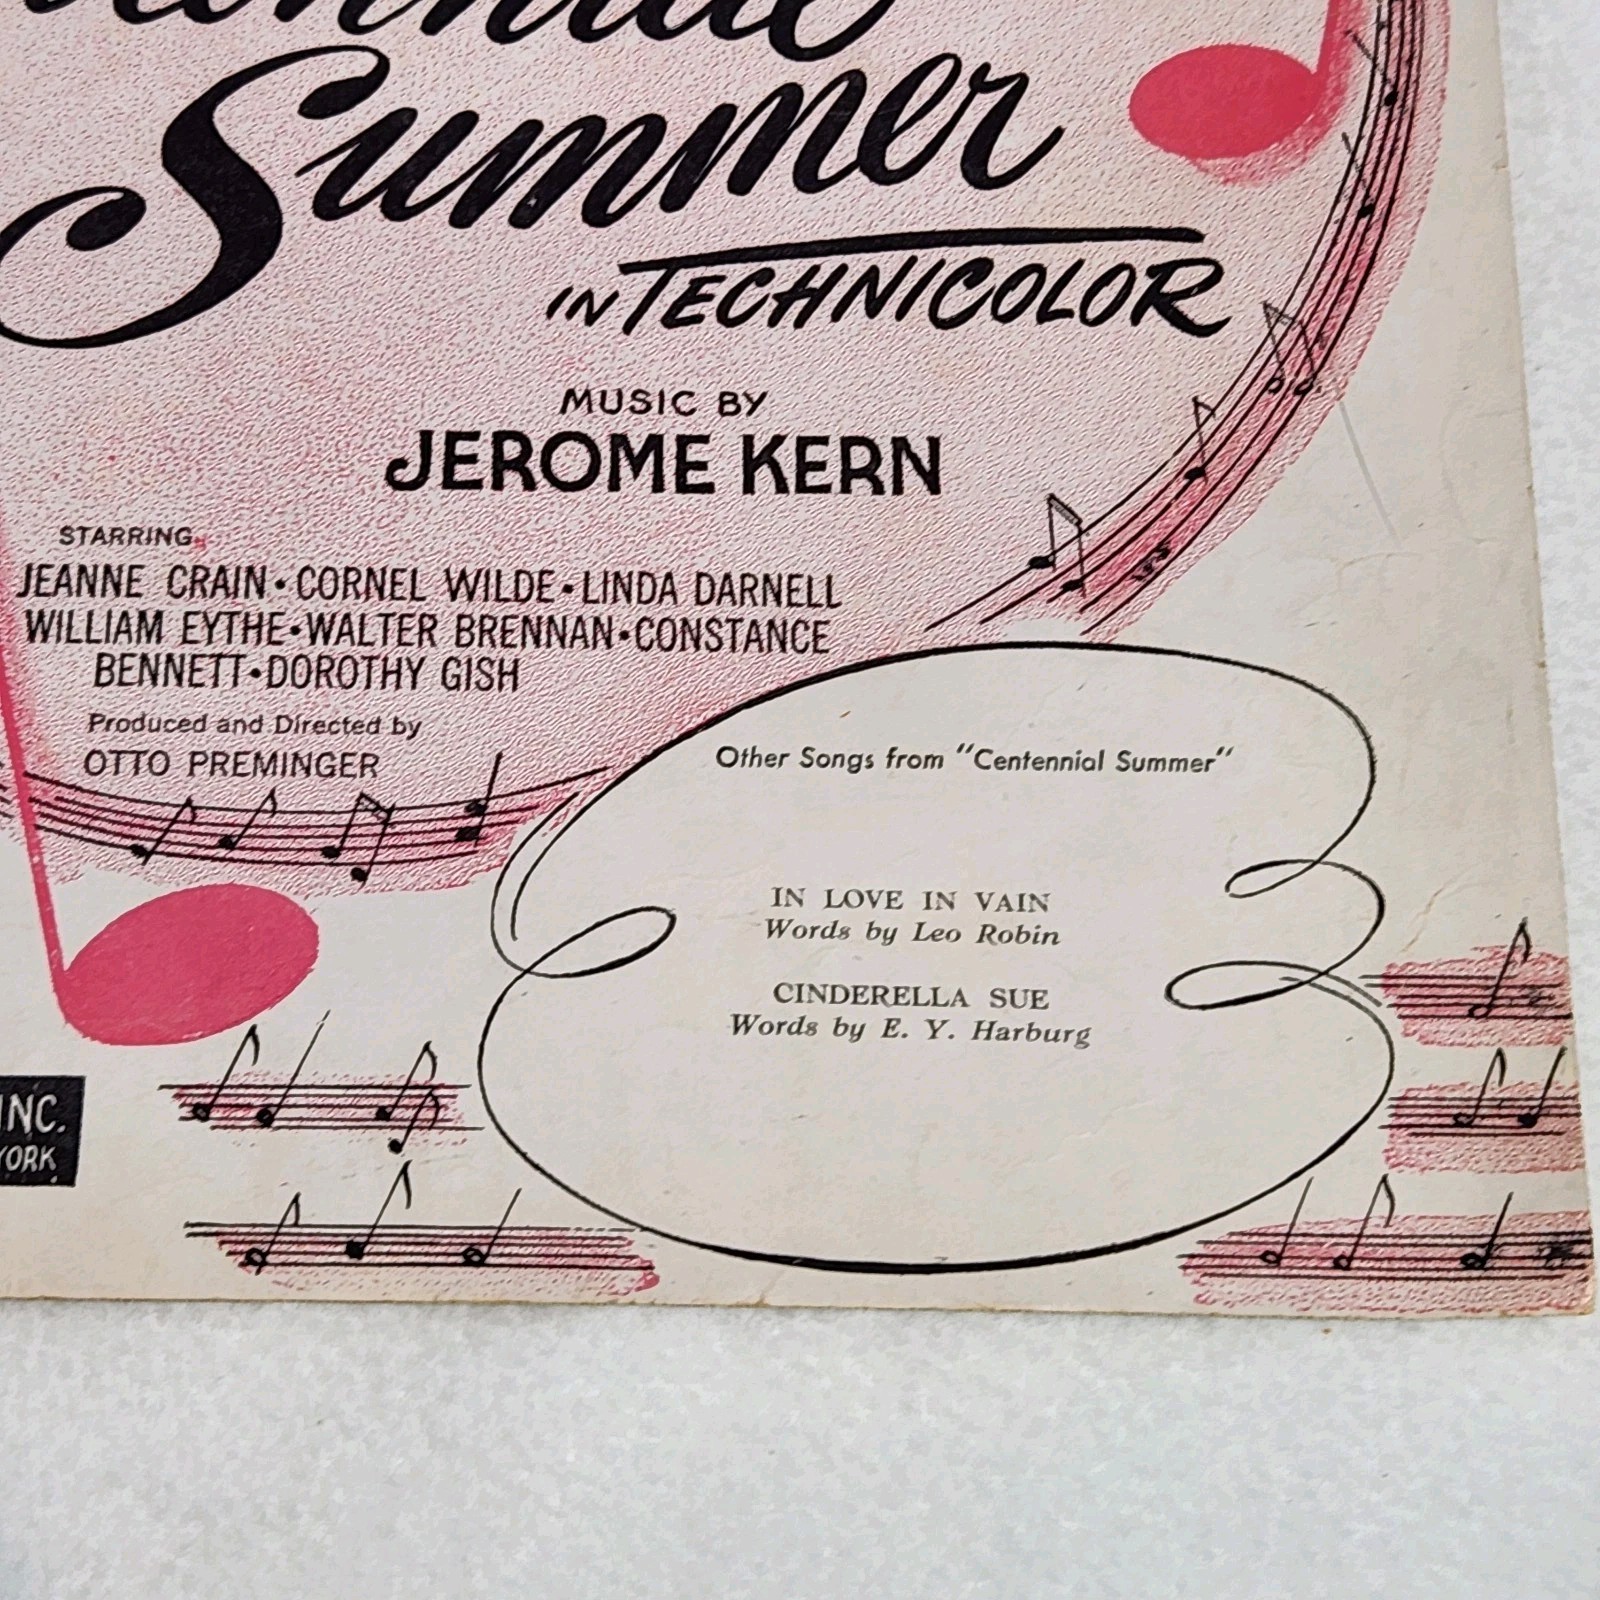 Summer
IN TECHNICOLOR
MUSIC BY
JEROME KERN
STARRING
JEANNE CRAIN • CORNEL WILDE • LINDA DARNELL
WILLIAM EYTHE • WALTER BRENNAN • CONSTANCE
BENNETT • DOROTHY GISH
Produced and Directed by
OTTO PREMINGER
Other Songs from "Centennial Summer"
IN LOVE IN VAIN
Words by Leo Robin
CINDERELLA SUE
Words by E. Y. Harburg
INC.
YORK